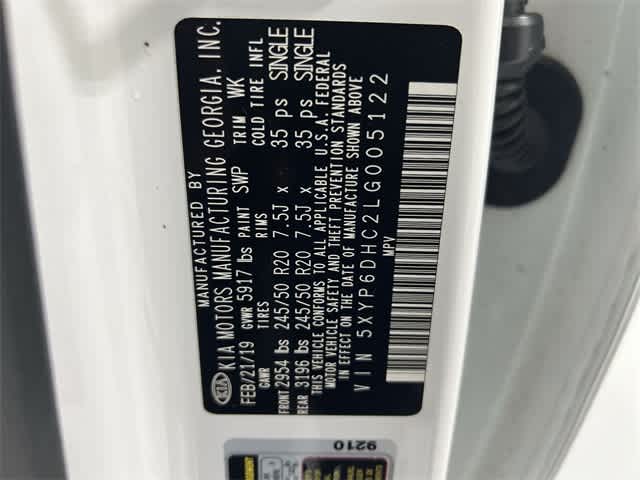 MANUFACTURED BY
KIA KIA MOTORS MANUFACTURING GEORGIA, INC.
FEB/21/19 GVWR 5917 lbs PAINT SWP TRIM WK
GAWR TIRES RIMS COLD TIRE INFL
FRONT 2954 lbs 245/50 R20 7.5J x 35 ps SINGLE
REAR 3196 lbs 245/50 R20 7.5J x 35 ps SINGLE
THIS VEHICLE CONFORMS TO ALL APPLICABLE U.S.A. FEDERAL
MOTOR VEHICLE SAFETY AND THEFT PREVENTION STANDARDS
IN EFFECT ON THE DATE OF MANUFACTURE SHOWN ABOVE
VIN 5XYP6DHC2LG005122
MPV
9210